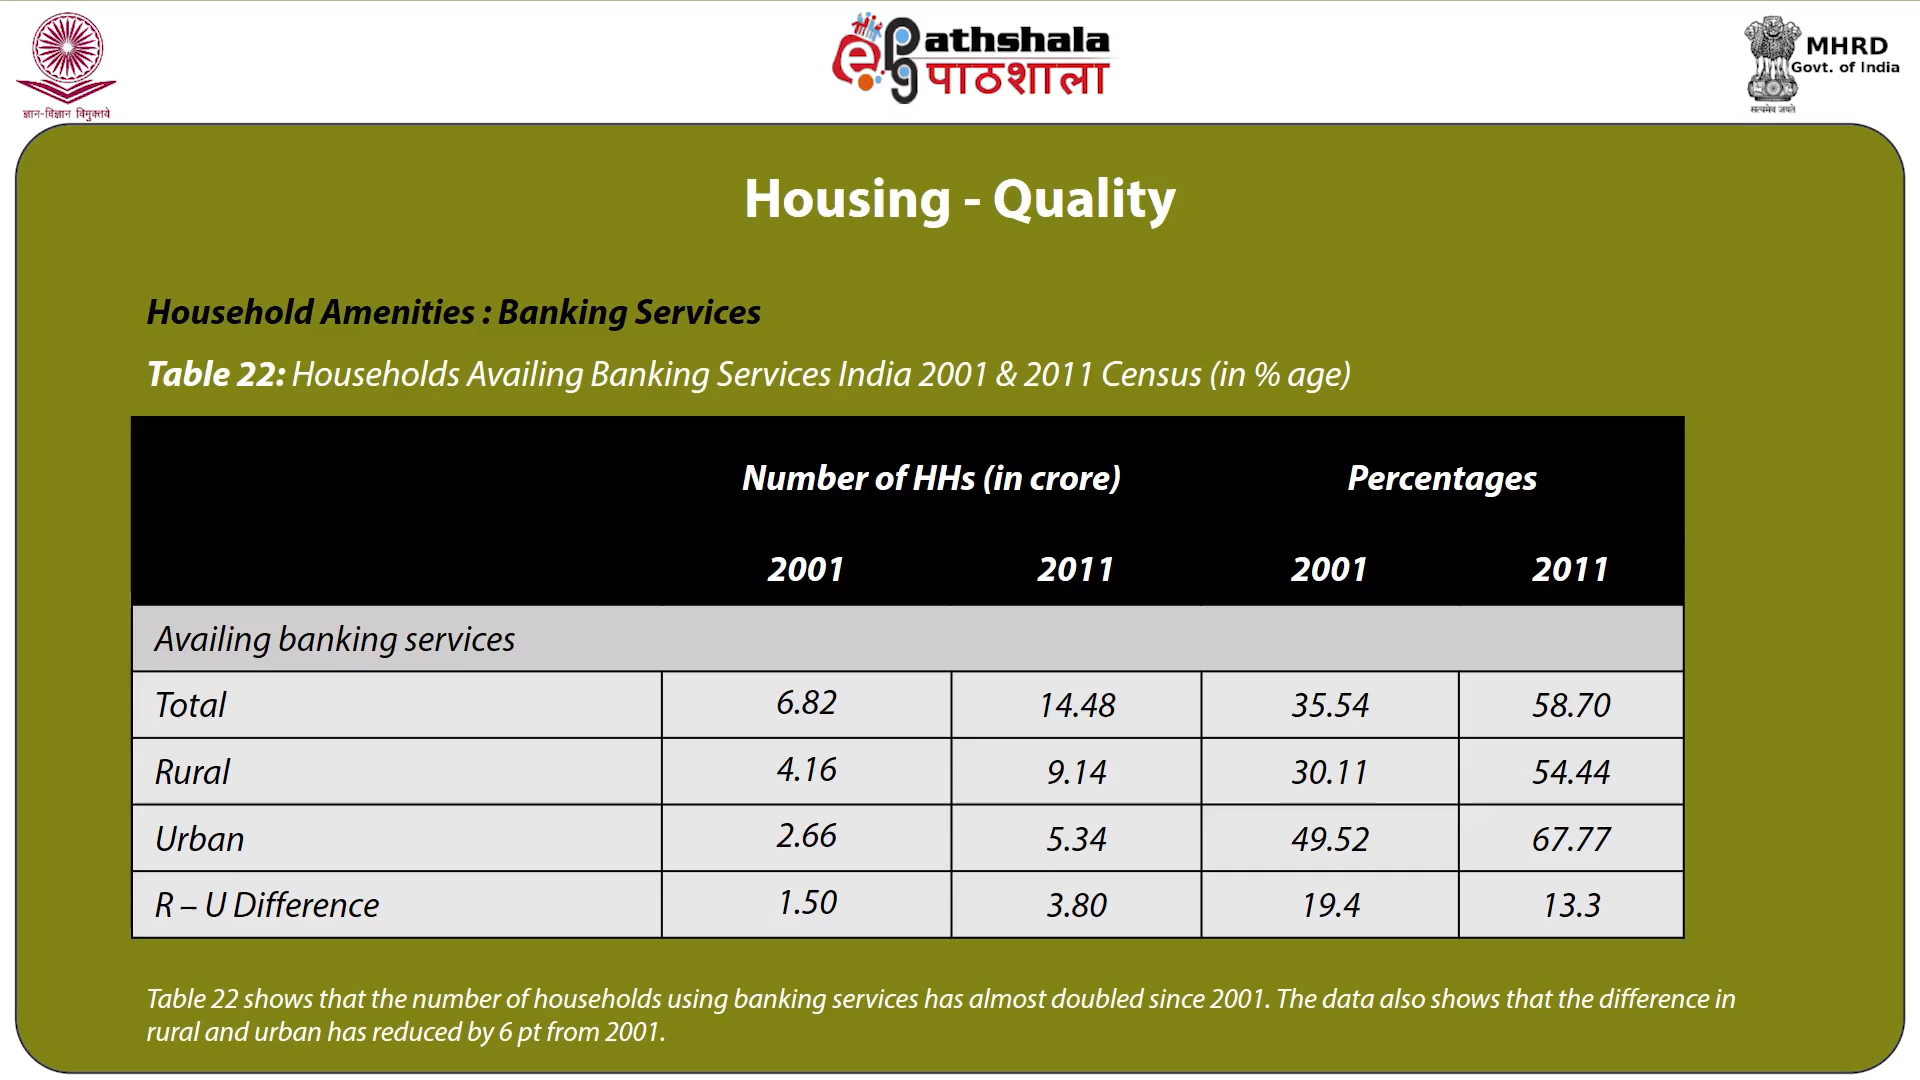 ज्ञान-विज्ञान विमुक्तये
ePGathshala
पाठशाला
MHRD
Govt. of India
सत्यमेव जयते
Housing - Quality
Household Amenities : Banking Services
Table 22: Households Availing Banking Services India 2001 & 2011 Census (in % age)
Number of HHs (in crore) Percentages
2001 2011 2001 2011
Availing banking services
Total 6.82 14.48 35.54 58.70
Rural 4.16 9.14 30.11 54.44
Urban 2.66 5.34 49.52 67.77
R – U Difference 1.50 3.80 19.4 13.3
Table 22 shows that the number of households using banking services has almost doubled since 2001. The data also shows that the difference in
rural and urban has reduced by 6 pt from 2001.